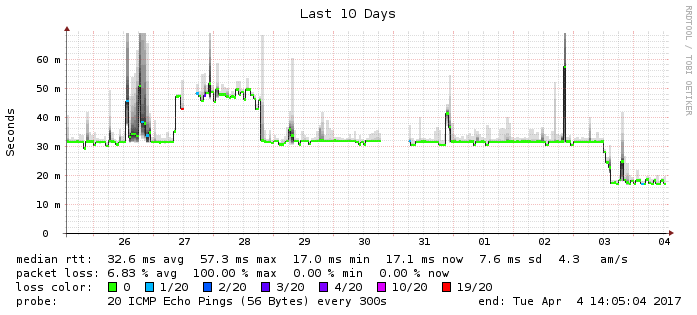 Last 10 Days
RRDTOOL / TOBI OETIKER
Seconds
60 m
50 m
40 m
30 m
20 m
10 m
0
26 27 28 29 30 31 01 02 03 04
median rtt: 32.6 ms avg 57.3 ms max 17.0 ms min 17.1 ms now 7.6 ms sd 4.3 am/s
packet loss: 6.83 % avg 100.00 % max 0.00 % min 0.00 % now
loss color: 0 1/20 2/20 3/20 4/20 10/20 19/20
probe: 20 ICMP Echo Pings (56 Bytes) every 300s end: Tue Apr 4 14:05:04 2017